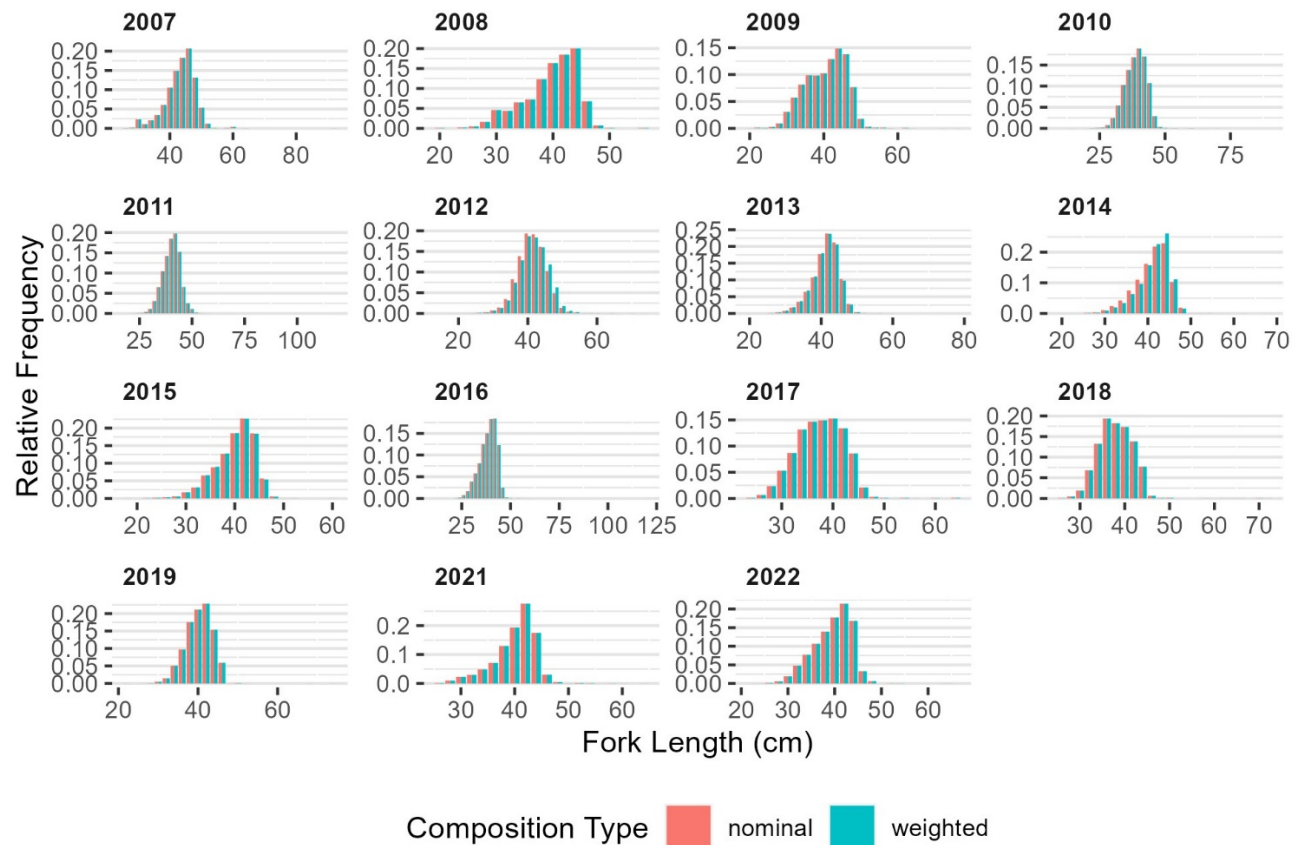 2007 2008 2009 2010
0.20 0.20 0.15
0.15 0.15 0.10 0.15
0.10 0.10 0.10
0.05 0.05 0.05 0.05
0.00 0.00 0.00 0.00
40 60 80 20 30 40 50 20 40 60 25 50 75
2011 2012 2013 2014
0.20 0.20 0.25
0.15 0.15 0.20 0.2
0.10 0.10 0.15
0.05 0.05 0.10 0.1
0.00 0.00 0.05
0.00 0.0
25 50 75 100 20 40 60 20 40 60 80 20 30 40 50 60 70
Relative Frequency
2015 2016 2017 2018
0.20 0.15 0.20
0.15 0.15 0.10 0.15
0.10 0.10 0.10
0.05 0.05 0.05 0.05
0.00 0.00 0.00 0.00
20 30 40 50 60 25 50 75 100 125 30 40 50 60 30 40 50 60 70
2019 2021 2022
0.20 0.2 0.20
0.15 0.15
0.10 0.1 0.10
0.05 0.05
0.00 0.0 0.00
20 40 60 30 40 50 60 20 30 40 50 60
Fork Length (cm)
Composition Type nominal weighted